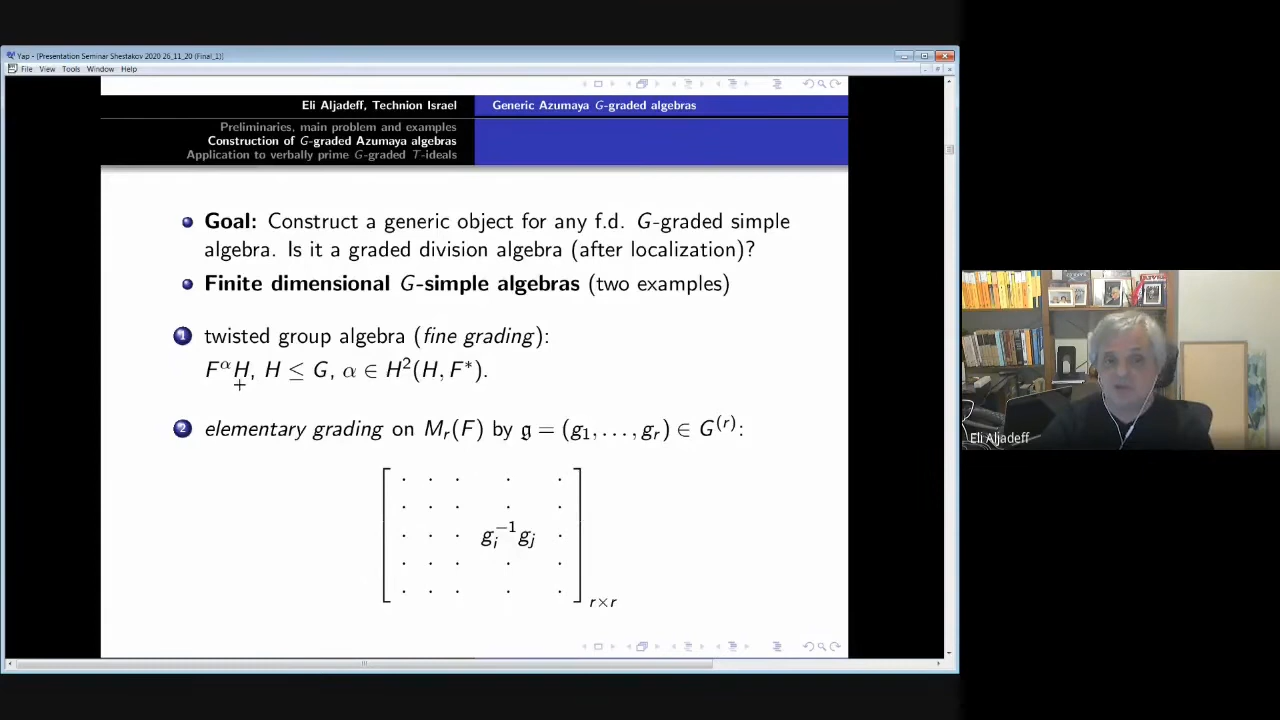 Yap - [Presentation Seminar Shestakov 2020 26_11_20 (Final_1)]
File View Tools Window Help
Eli Aljadeff, Technion Israel
Generic Azumaya G-graded algebras
Preliminaries, main problem and examples
Construction of G-graded Azumaya algebras
Application to verbally prime G-graded T-ideals
Goal: Construct a generic object for any f.d. G-graded simple
algebra. Is it a graded division algebra (after localization)?
Finite dimensional G-simple algebras (two examples)
1 twisted group algebra (fine grading):
F^αH, H ≤ G, α ∈ H²(H, F*).
2 elementary grading on M_r(F) by 𝔤 = (g₁, . . . , g_r) ∈ G^(r):
g_i^−1 g_j
r×r
Eli Aljadeff